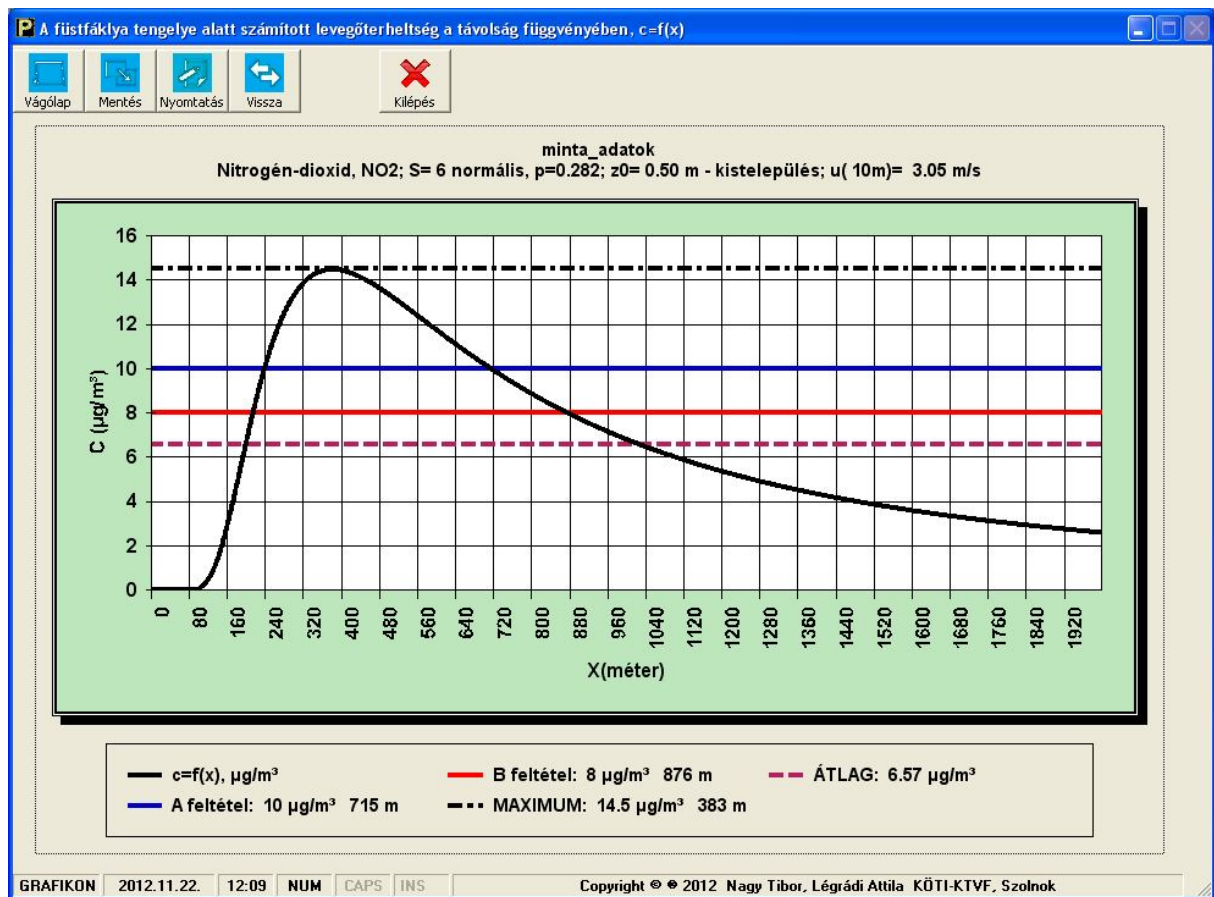 A füstfáklya tengelye alatt számított levegőterheltség a távolság függvényében, c=f(x)
Vágólap Mentés Nyomtatás Vissza Kilépés
minta_adatok
Nitrogén-dioxid, NO2; S= 6 normális, p=0.282; z0= 0.50 m - kistelepülés; u( 10m)= 3.05 m/s
16
14
12
10
8
6
4
2
0
C (µg/m³)
0 80 160 240 320 400 480 560 640 720 800 880 960 1040 1120 1200 1280 1360 1440 1520 1600 1680 1760 1840 1920
X(méter)
c=f(x), µg/m³ B feltétel: 8 µg/m³ 876 m ÁTLAG: 6.57 µg/m³
A feltétel: 10 µg/m³ 715 m MAXIMUM: 14.5 µg/m³ 383 m
GRAFIKON 2012.11.22. 12:09 NUM CAPS INS Copyright © ® 2012 Nagy Tibor, Légrádi Attila KÖTI-KTVF, Szolnok